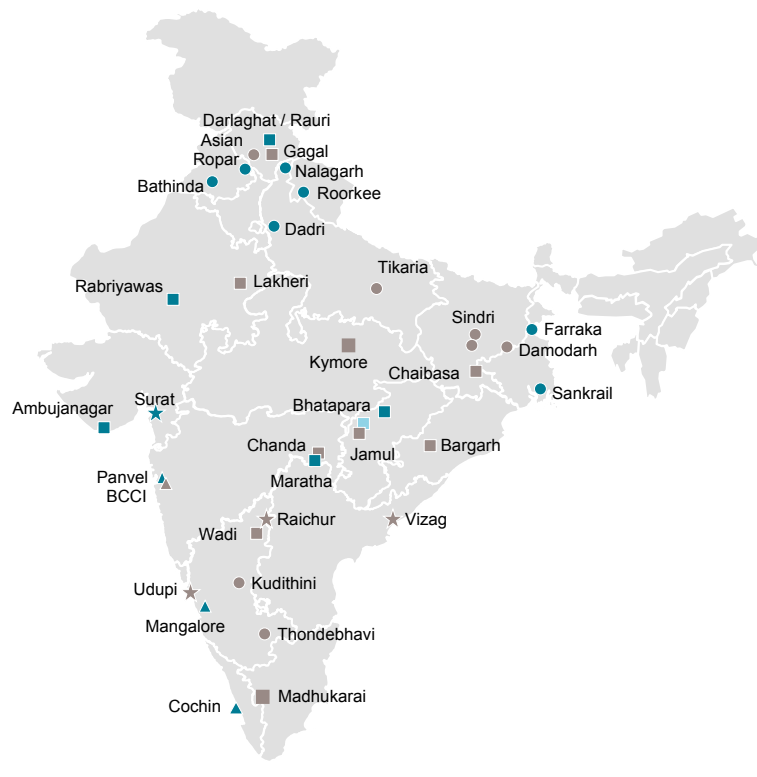 Darlaghat / Rauri
Asian
Gagal
Ropar
Nalagarh
Bathinda
Roorkee
Dadri
Tikaria
Rabriyawas
Lakheri
Sindri
Farraka
Kymore
Damodarh
Chaibasa
Sankrail
Surat
Bhatapara
Ambujanagar
Chanda
Jamul
Bargarh
Panvel
Maratha
BCCI
Raichur
Vizag
Wadi
Udupi
Kudithini
Mangalore
Thondebhavi
Cochin
Madhukarai